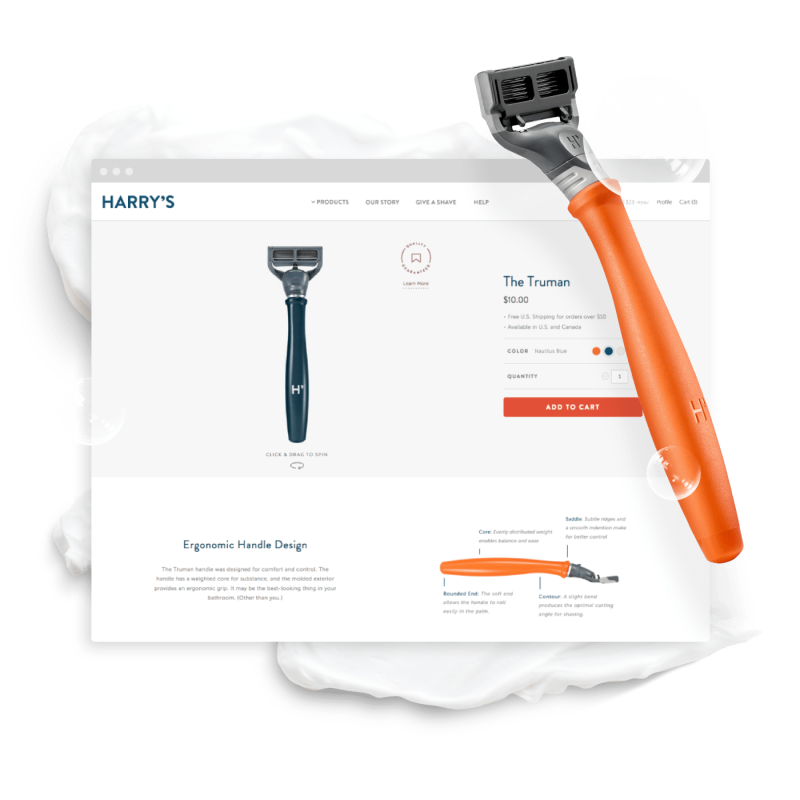 HARRY'S
PRODUCTS
OUR STORY
GIVE A SHAVE
HELP
Profile
Cart (0)
QUALITY
GUARANTEED
Learn More
The Truman
$10.00
• Free U.S. Shipping for orders over $10
• Available in U.S. and Canada
COLOR Nautilus Blue
QUANTITY 1
ADD TO CART
H'
H'
H'
CLICK & DRAG TO SPIN
Ergonomic Handle Design
The Truman handle was designed for comfort and control. The
handle has a weighted core for substance, and the molded exterior
provides an ergonomic grip. It may be the best-looking thing in your
bathroom. (Other than you.)
Core: Evenly-distributed weight
enables balance and ease
Saddle: Subtle ridges and
a smooth indention make
for better control
Rounded End: The soft end
allows the handle to roll
easily in the palm.
Contour: A slight bend
produces the optimal cutting
angle for shaving.